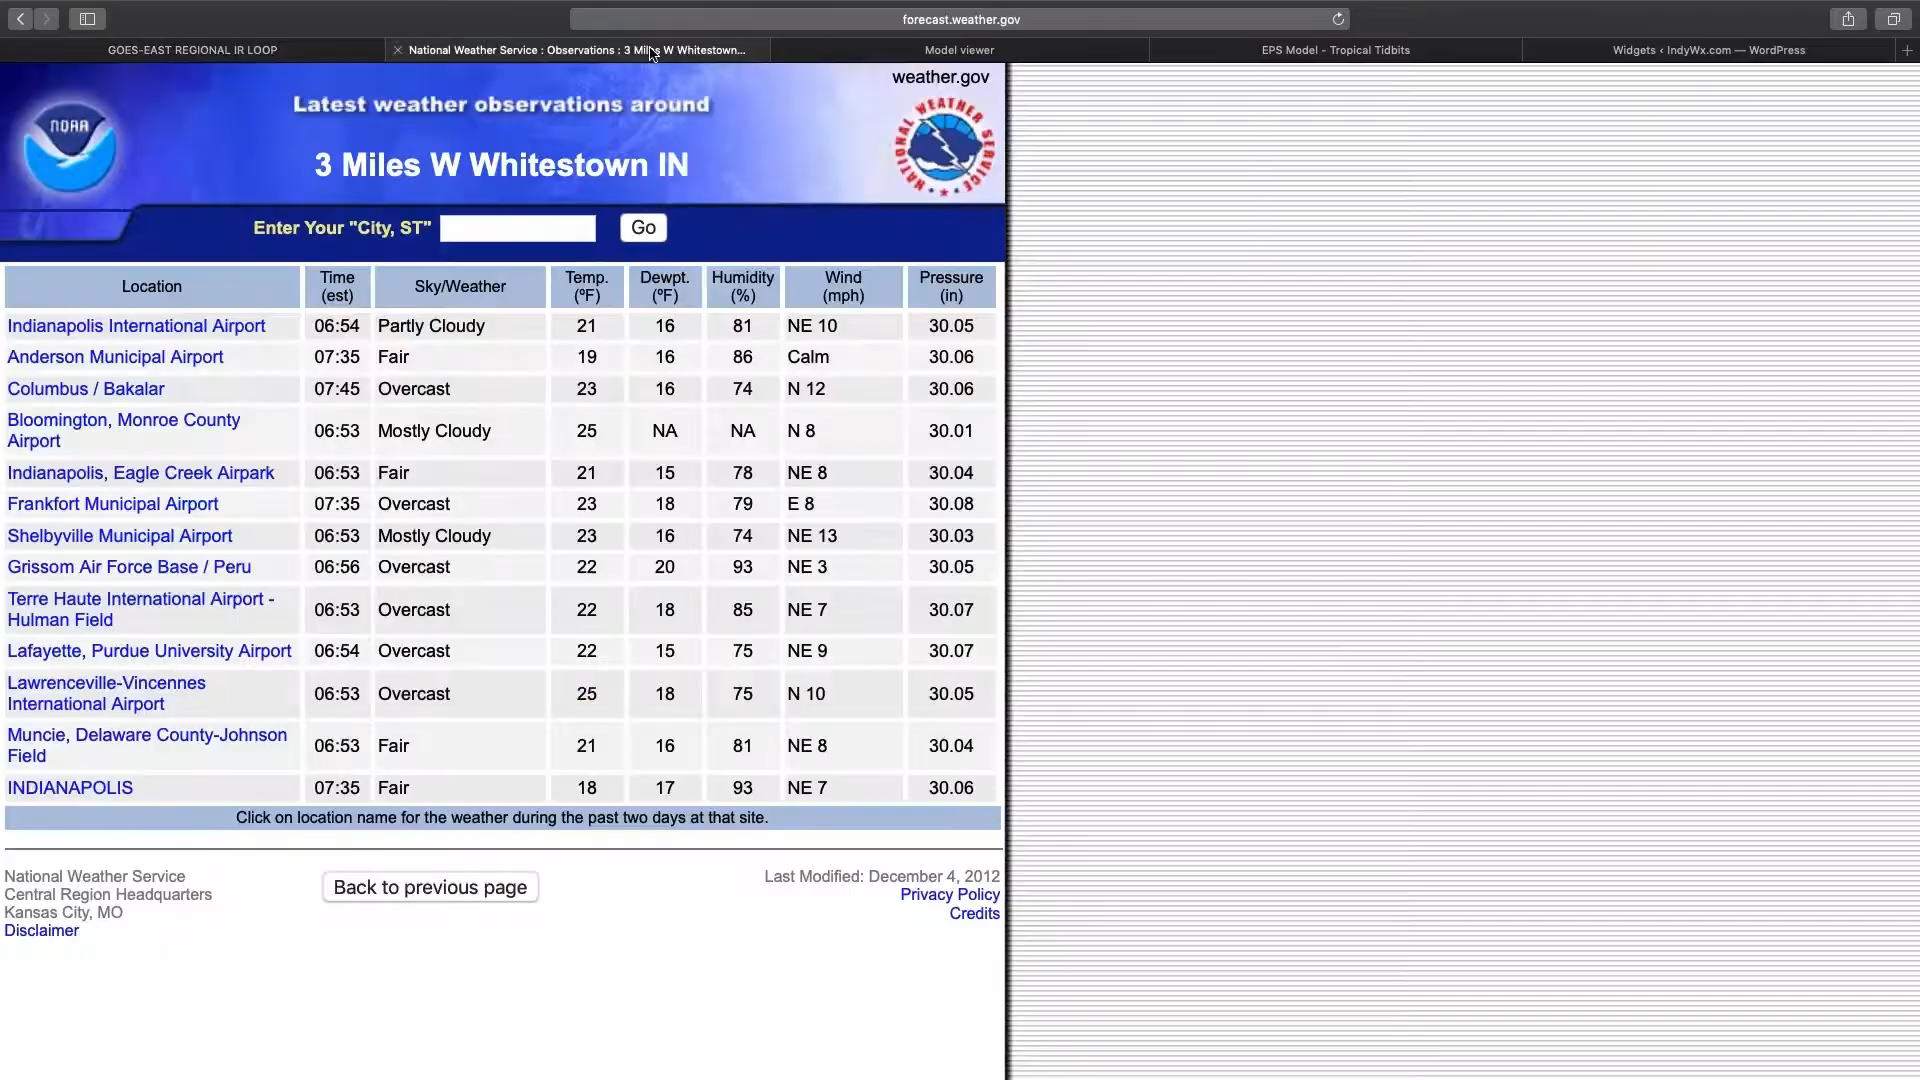 forecast.weather.gov
GOES-EAST REGIONAL IR LOOP
National Weather Service : Observations : 3 Miles W Whitestown...
Model viewer
EPS Model - Tropical Tidbits
Widgets ‹ IndyWx.com — WordPress
weather.gov
NOAA
Latest weather observations around
3 Miles W Whitestown IN
NATIONAL WEATHER SERVICE
Enter Your "City, ST"
Go
Location Time (est) Sky/Weather Temp. (ºF) Dewpt. (ºF) Humidity (%) Wind (mph) Pressure (in)
Indianapolis International Airport 06:54 Partly Cloudy 21 16 81 NE 10 30.05
Anderson Municipal Airport 07:35 Fair 19 16 86 Calm 30.06
Columbus / Bakalar 07:45 Overcast 23 16 74 N 12 30.06
Bloomington, Monroe County Airport 06:53 Mostly Cloudy 25 NA NA N 8 30.01
Indianapolis, Eagle Creek Airpark 06:53 Fair 21 15 78 NE 8 30.04
Frankfort Municipal Airport 07:35 Overcast 23 18 79 E 8 30.08
Shelbyville Municipal Airport 06:53 Mostly Cloudy 23 16 74 NE 13 30.03
Grissom Air Force Base / Peru 06:56 Overcast 22 20 93 NE 3 30.05
Terre Haute International Airport - Hulman Field 06:53 Overcast 22 18 85 NE 7 30.07
Lafayette, Purdue University Airport 06:54 Overcast 22 15 75 NE 9 30.07
Lawrenceville-Vincennes International Airport 06:53 Overcast 25 18 75 N 10 30.05
Muncie, Delaware County-Johnson Field 06:53 Fair 21 16 81 NE 8 30.04
INDIANAPOLIS 07:35 Fair 18 17 93 NE 7 30.06
Click on location name for the weather during the past two days at that site.
National Weather Service
Central Region Headquarters
Kansas City, MO
Disclaimer
Back to previous page
Last Modified: December 4, 2012
Privacy Policy
Credits